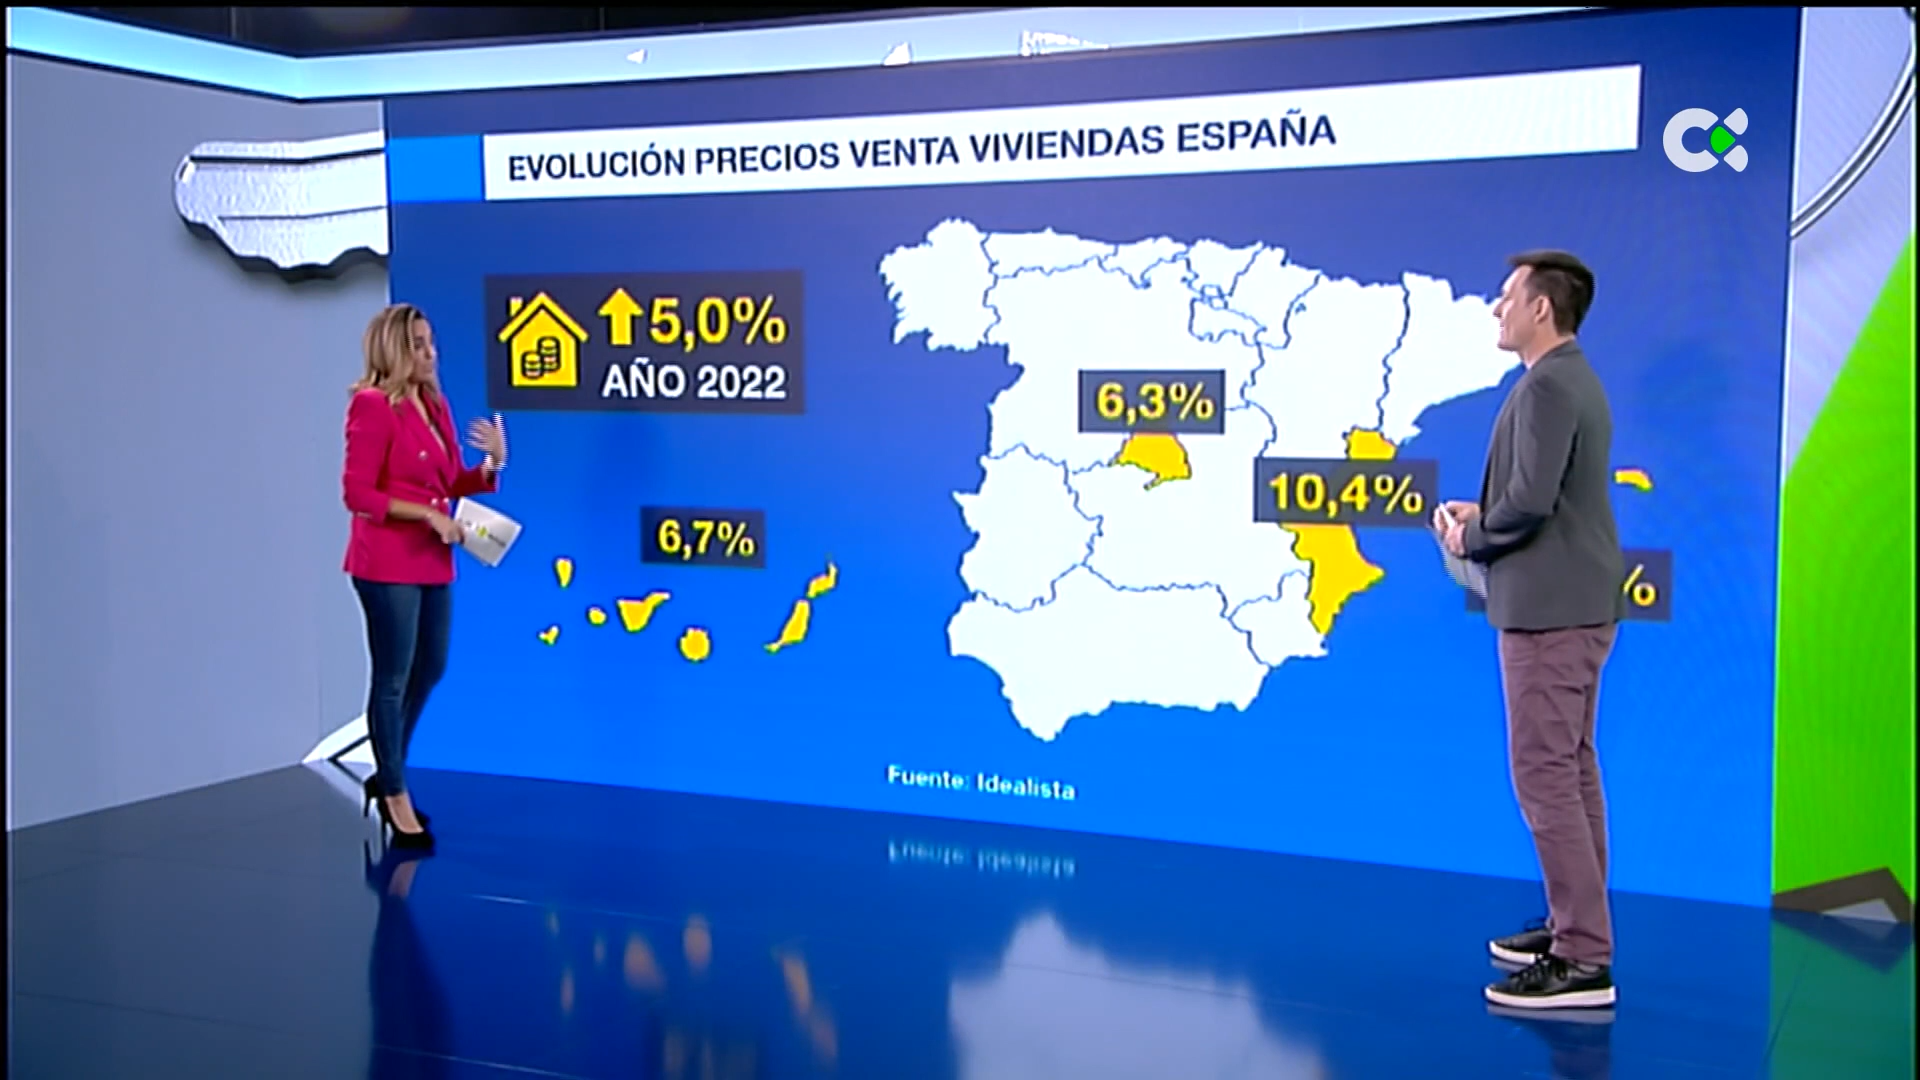 EVOLUCIÓN PRECIOS VENTA VIVIENDAS ESPAÑA
5,0%
AÑO 2022
6,3%
10,4%
6,7%
%
Fuente: Idealista